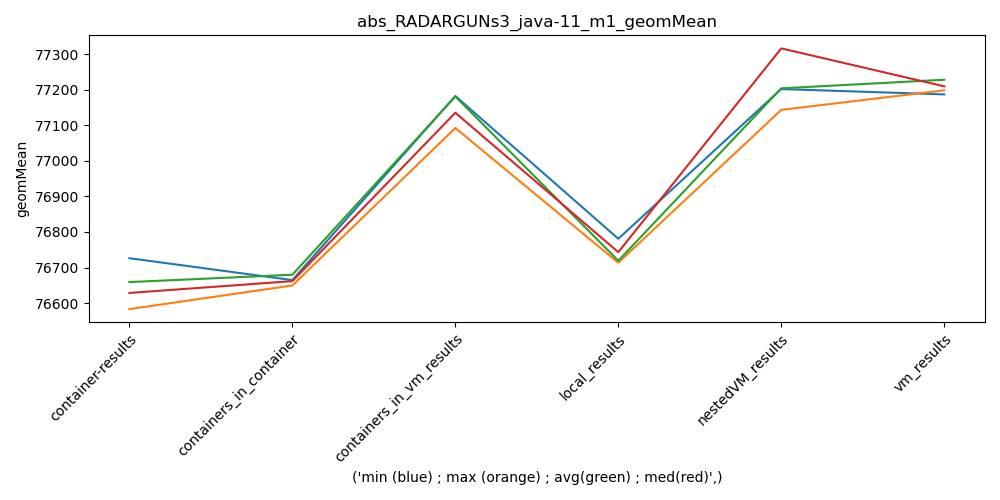 abs_RADARGUNs3_java-11_m1_geomMean
geomMean
77300
77200
77100
77000
76900
76800
76700
76600
container-results
containers_in_container
containers_in_vm_results
local_results
nestedVM_results
vm_results
('min (blue) ; max (orange) ; avg(green) ; med(red)',)